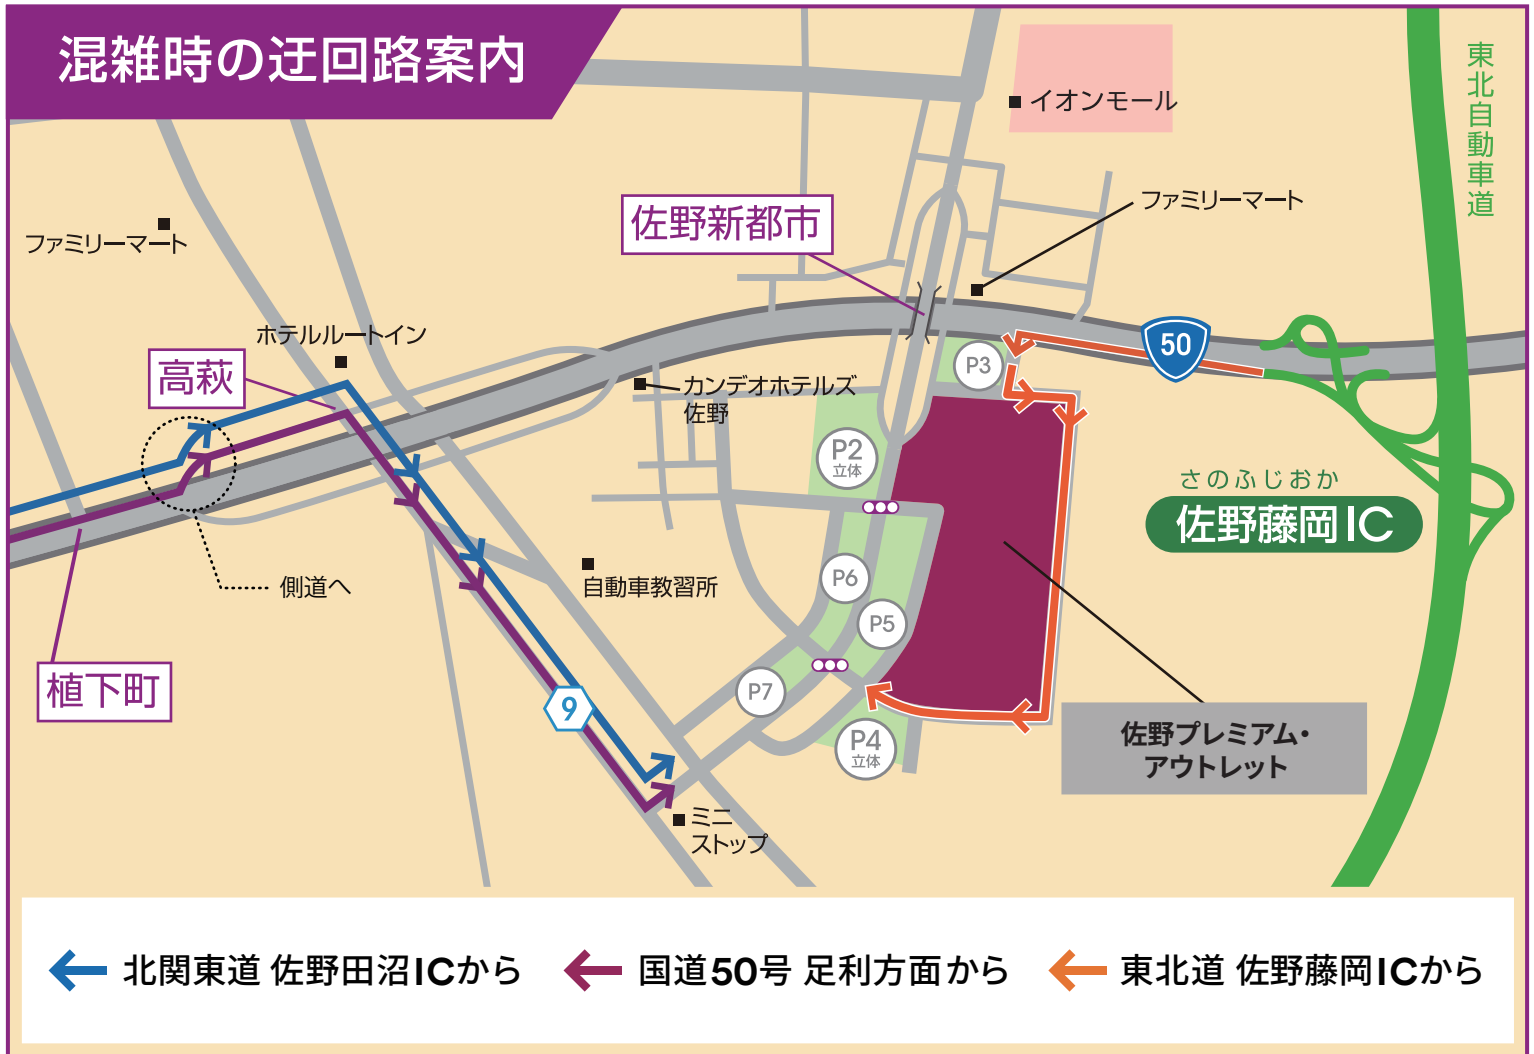 混雑時の迂回路案内
東北自動車道
イオンモール
ファミリーマート
佐野新都市
ファミリーマート
ホテルルートイン
50
高萩
P3
カンデオホテルズ
佐野
P2
立体
さのふじおか
佐野藤岡IC
側道へ
自動車教習所
P6
P5
植下町
P7
9
P4
立体
佐野プレミアム・
アウトレット
ミニ
ストップ
北関東道 佐野田沼ICから
国道50号 足利方面から
東北道 佐野藤岡ICから